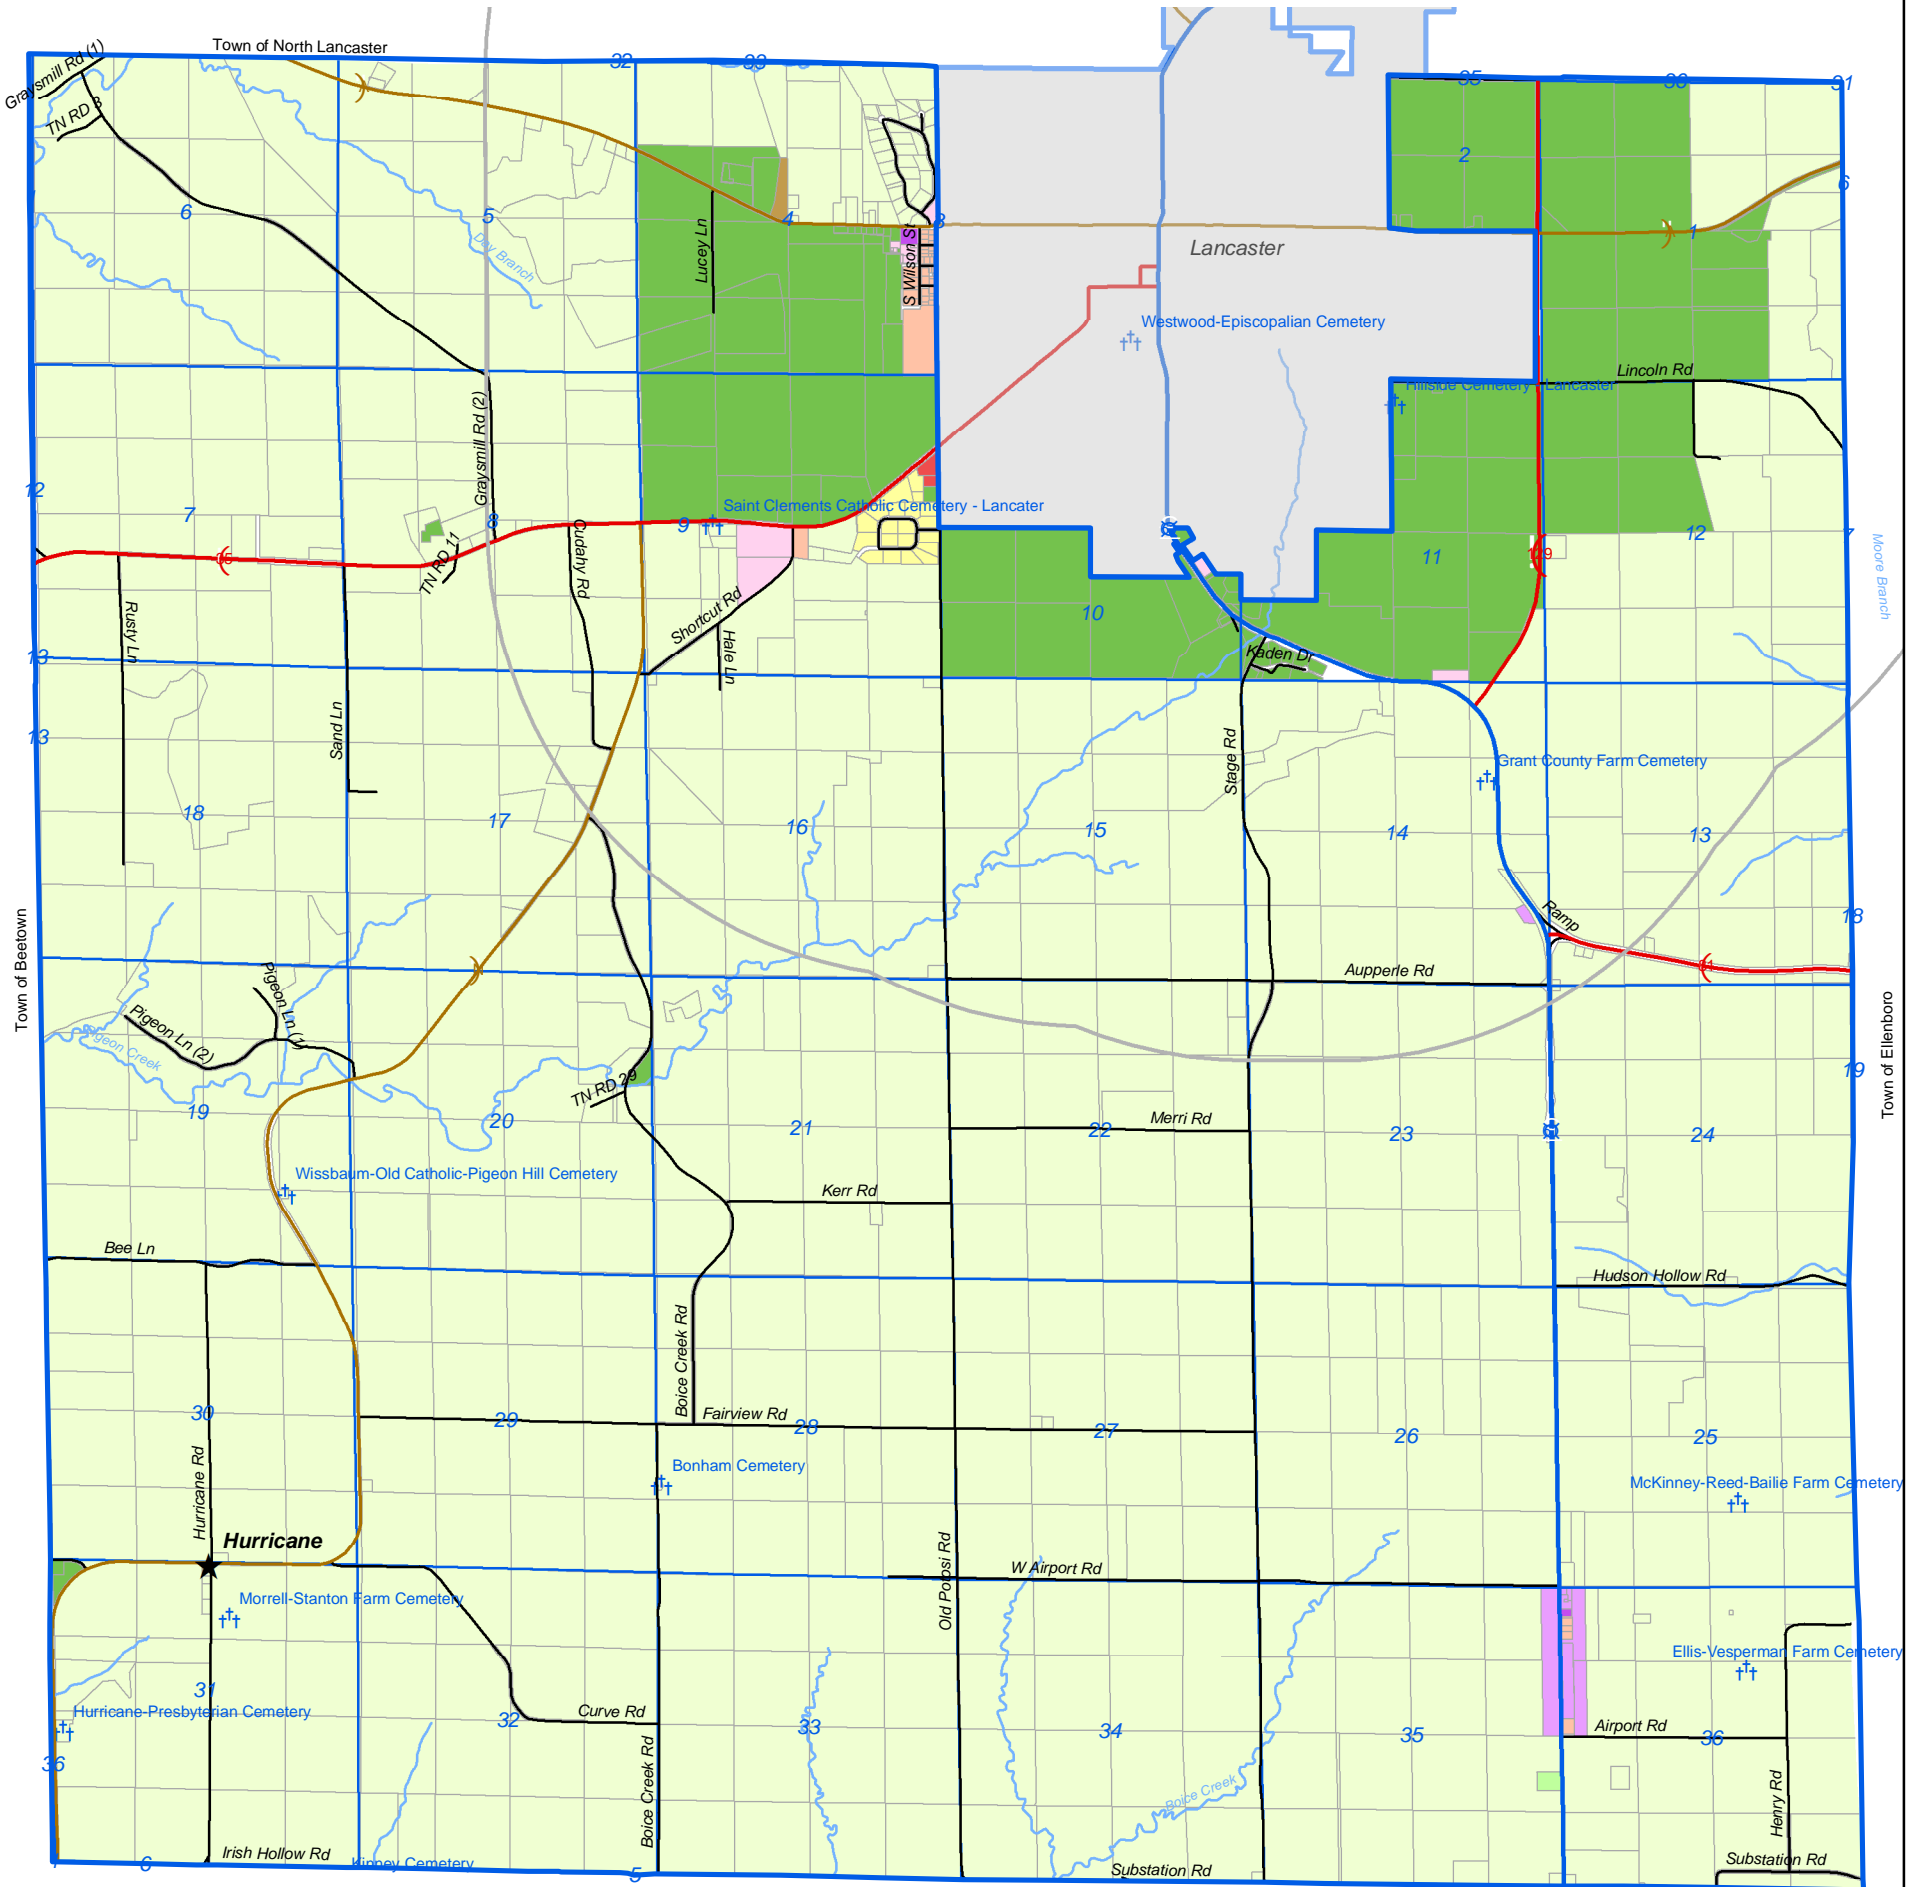 Town of North Lancaster
Graysmill Rd (1)
32
33
35
36
31
TN RD 3
2
6
6
5
4
3
1
Day Branch
Lucey Ln
S Wilson St
Lancaster
Westwood-Episcopalian Cemetery
Lincoln Rd
Hillside Cemetery - Lancaster
Graysmill Rd (2)
12
7
8
9
Saint Clements Catholic Cemetery - Lancater
12
7
35
129
11
TN RD 11
Cudahy Rd
Moore Branch
Rusty Ln
Shortcut Rd
Hale Ln
10
Kaden Dr
13
13
Sand Ln
Stage Rd
Grant County Farm Cemetery
18
17
16
15
14
13
Ramp
18
Town of Beetown
81
Aupperle Rd
Pigeon Ln (1)
Pigeon Ln (2)
Pigeon Creek
Town of Ellenboro
19
TN RD 29
19
20
21
Merri Rd
22
23
61
24
Wissbaum-Old Catholic-Pigeon Hill Cemetery
Kerr Rd
Bee Ln
Hudson Hollow Rd
Boice Creek Rd
Fairview Rd
30
29
28
27
26
25
Hurricane Rd
Bonham Cemetery
McKinney-Reed-Bailie Farm Cemetery
Hurricane
Old Potosi Rd
W Airport Rd
Morrell-Stanton Farm Cemetery
Ellis-Vesperman Farm Cemetery
31
Hurricane-Presbyterian Cemetery
32
Curve Rd
33
34
35
Airport Rd
36
36
Boice Creek Rd
Boice Creek
Henry Rd
6
Irish Hollow Rd
Kinney Cemetery
5
Substation Rd
Substation Rd